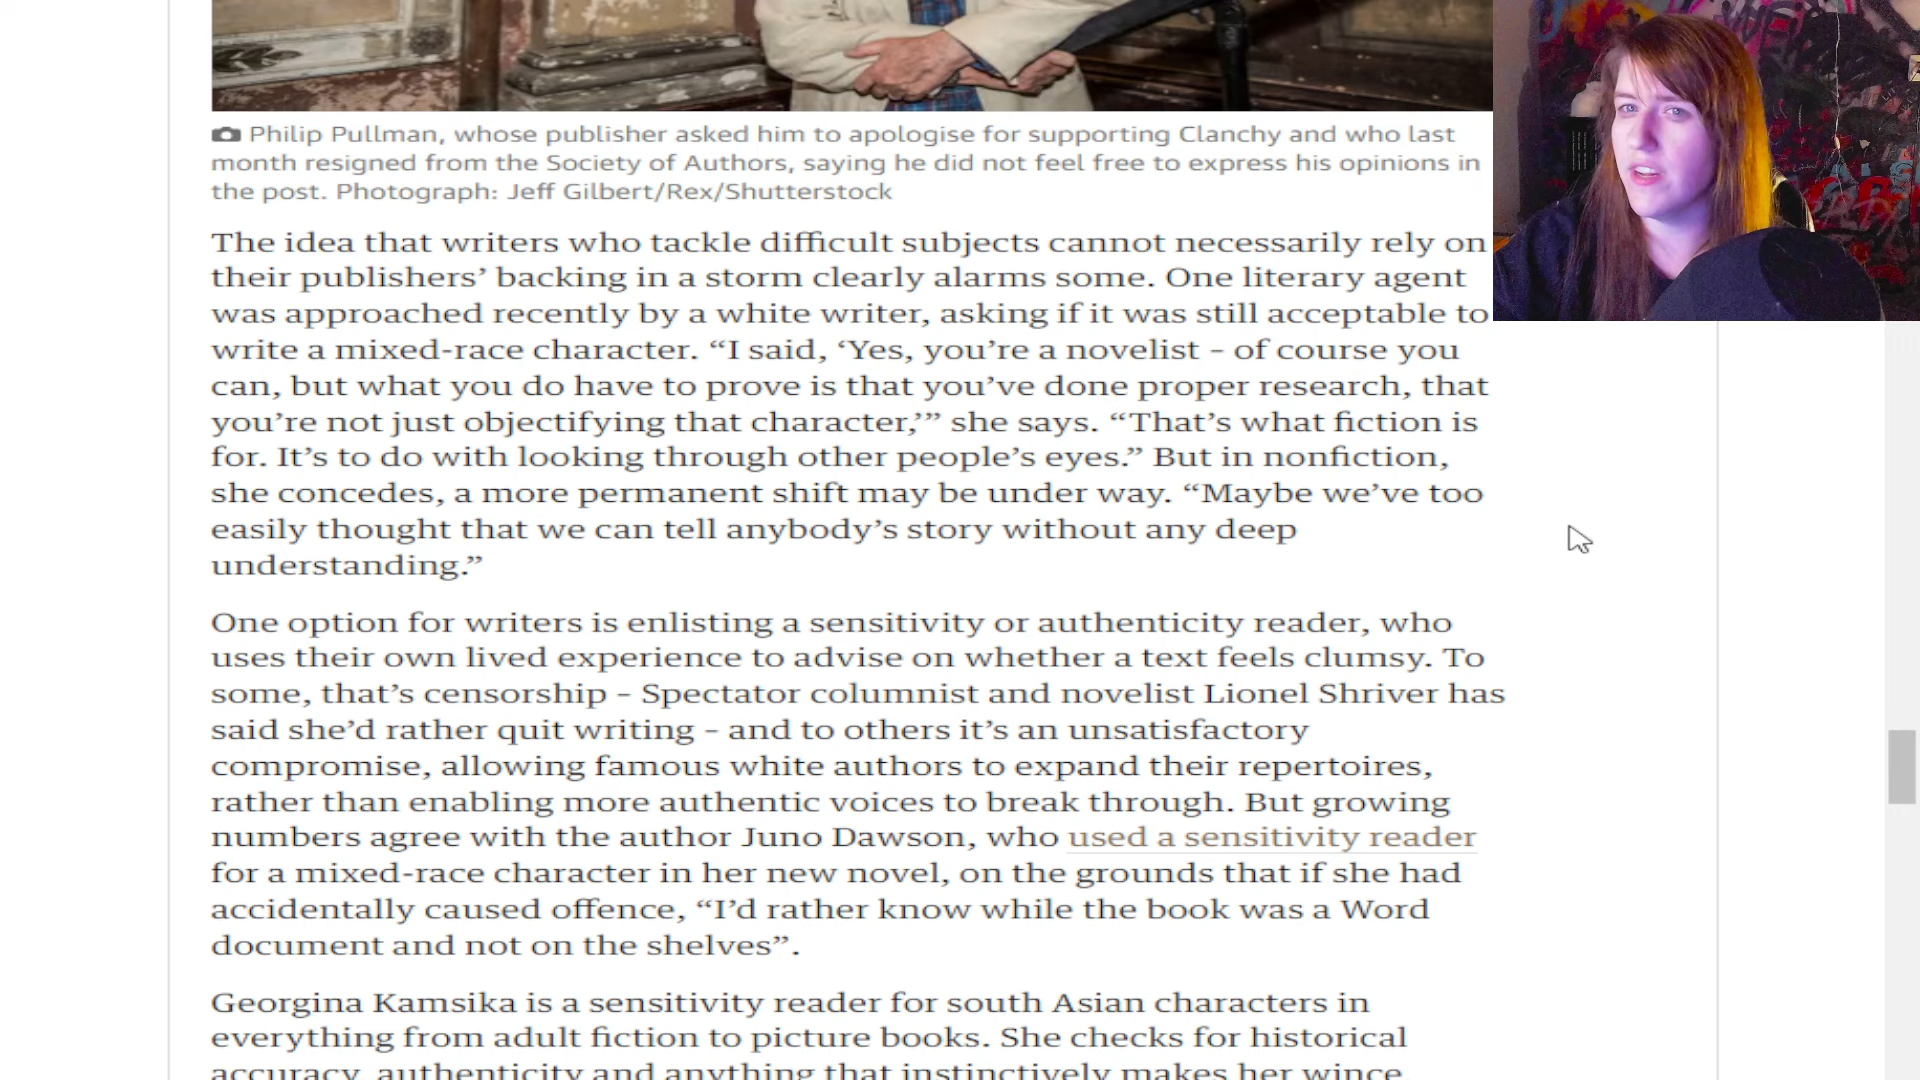 Philip Pullman, whose publisher asked him to apologise for supporting Clanchy and who last
month resigned from the Society of Authors, saying he did not feel free to express his opinions in
the post. Photograph: Jeff Gilbert/Rex/Shutterstock
The idea that writers who tackle difficult subjects cannot necessarily rely on
their publishers’ backing in a storm clearly alarms some. One literary agent
was approached recently by a white writer, asking if it was still acceptable to
write a mixed-race character. “I said, ‘Yes, you’re a novelist – of course you
can, but what you do have to prove is that you’ve done proper research, that
you’re not just objectifying that character,’” she says. “That’s what fiction is
for. It’s to do with looking through other people’s eyes.” But in nonfiction,
she concedes, a more permanent shift may be under way. “Maybe we’ve too
easily thought that we can tell anybody’s story without any deep
understanding.”
One option for writers is enlisting a sensitivity or authenticity reader, who
uses their own lived experience to advise on whether a text feels clumsy. To
some, that’s censorship – Spectator columnist and novelist Lionel Shriver has
said she’d rather quit writing – and to others it’s an unsatisfactory
compromise, allowing famous white authors to expand their repertoires,
rather than enabling more authentic voices to break through. But growing
numbers agree with the author Juno Dawson, who used a sensitivity reader
for a mixed-race character in her new novel, on the grounds that if she had
accidentally caused offence, “I’d rather know while the book was a Word
document and not on the shelves”.
Georgina Kamsika is a sensitivity reader for south Asian characters in
everything from adult fiction to picture books. She checks for historical
accuracy, authenticity and anything that instinctively makes her wince